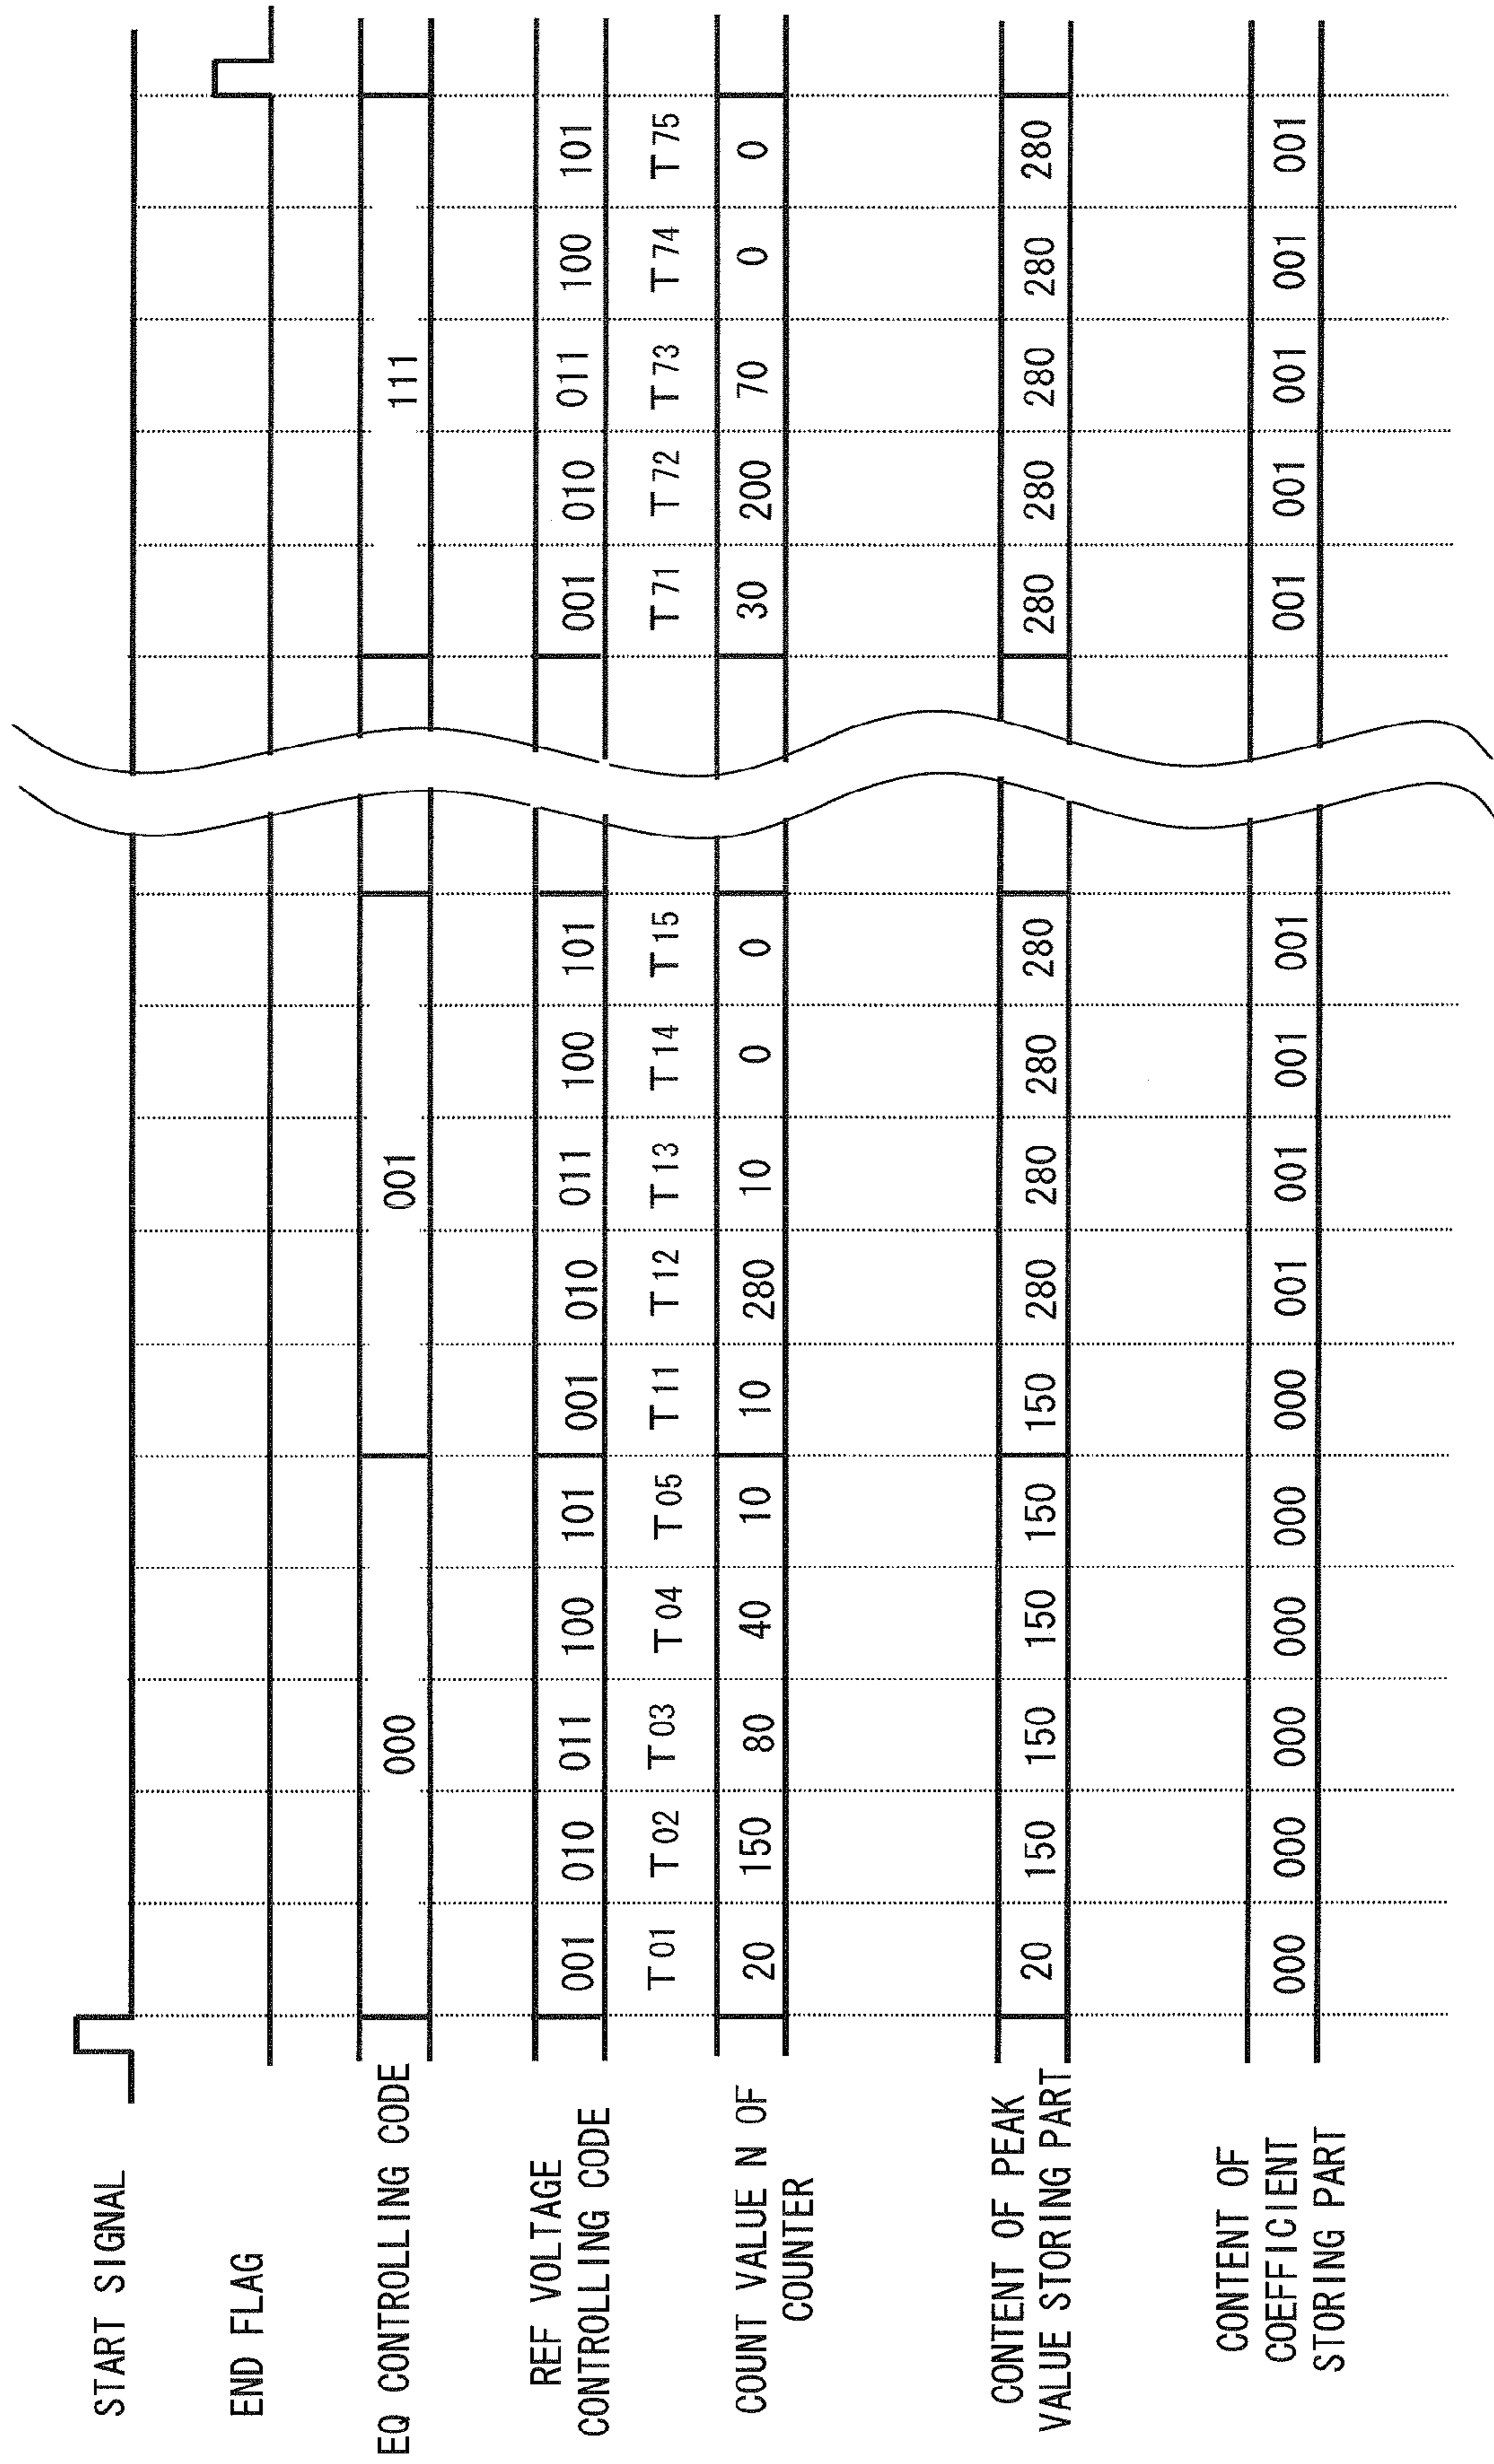 START SIGNAL
END FLAG
EQ CONTROLLING CODE
000 001 111
REF VOLTAGE
CONTROLLING CODE
001 010 011 100 101 001 010 011 100 101 001 010 011 100 101
T01 T02 T03 T04 T05 T11 T12 T13 T14 T15 T71 T72 T73 T74 T75
COUNT VALUE N OF
COUNTER
20 150 80 40 10 10 280 10 0 0 30 200 70 0 0
CONTENT OF PEAK
VALUE STORING PART
20 150 150 150 150 150 280 280 280 280 280 280 280 280 280
CONTENT OF
COEFFICIENT
STORING PART
000 000 000 000 000 000 001 001 001 001 001 001 001 001 001